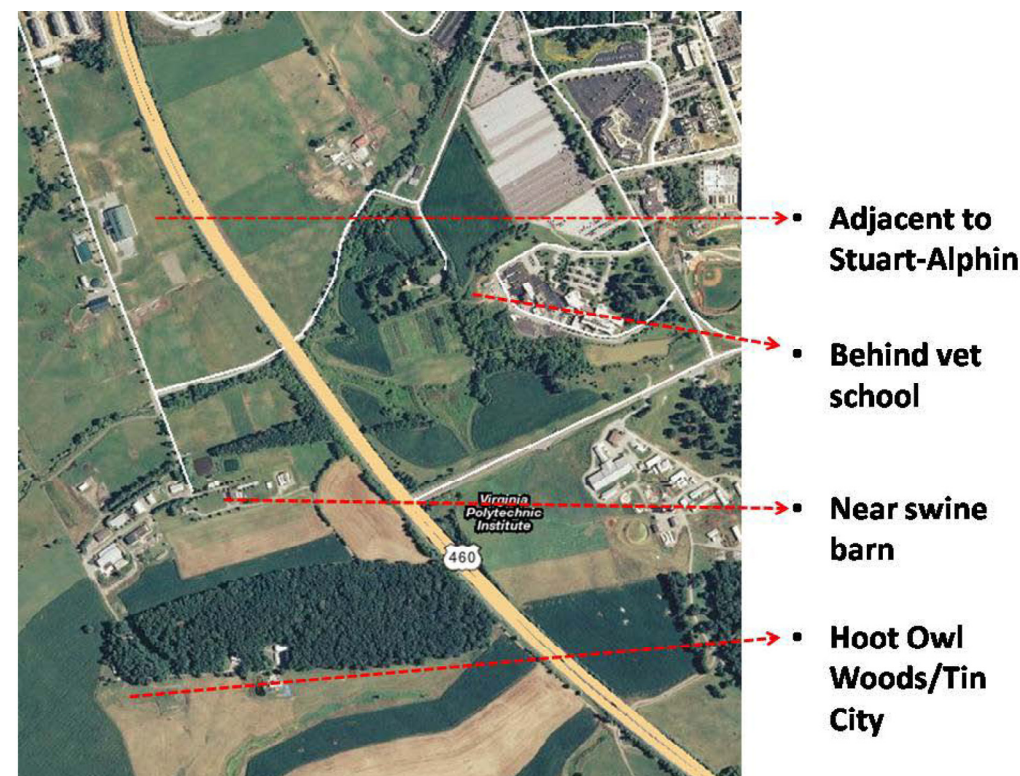 • Adjacent to
Stuart-Alphin
• Behind vet
school
Virginia
Polytechnic
Institute
• Near swine
barn
460
• Hoot Owl
Woods/Tin
City